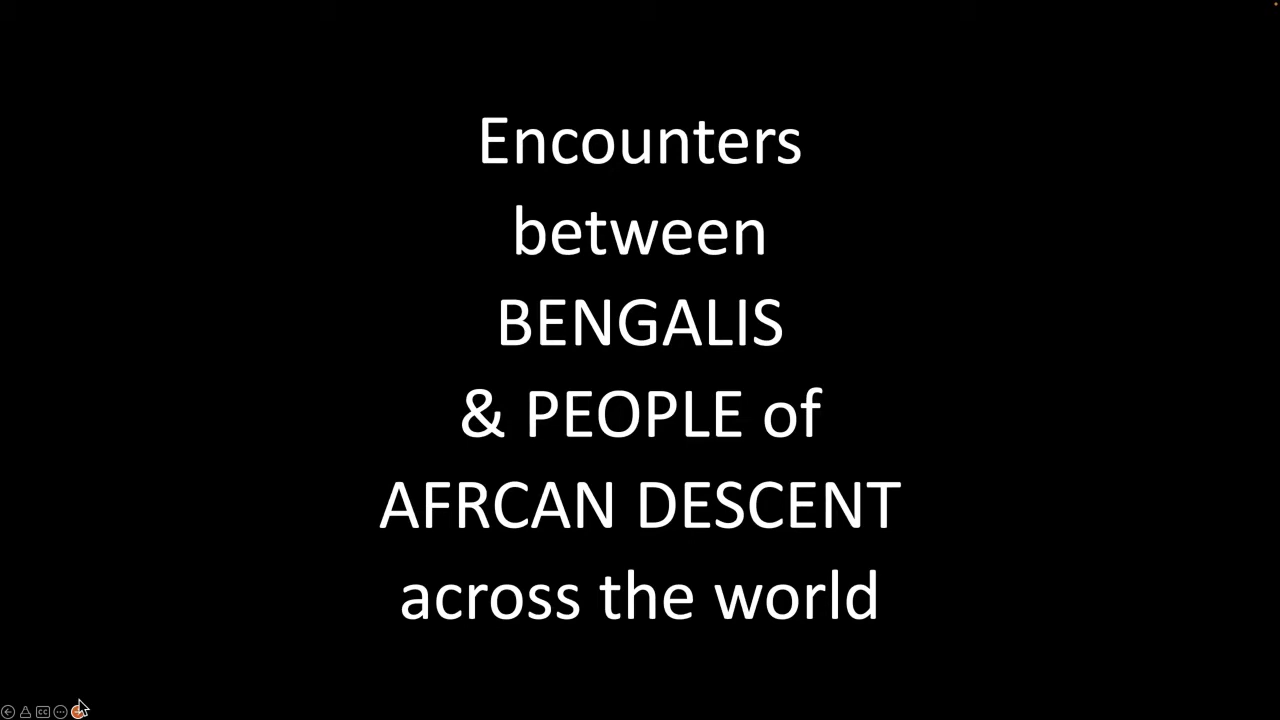 Encounters
between
BENGALIS
& PEOPLE of
AFRCAN DESCENT
across the world